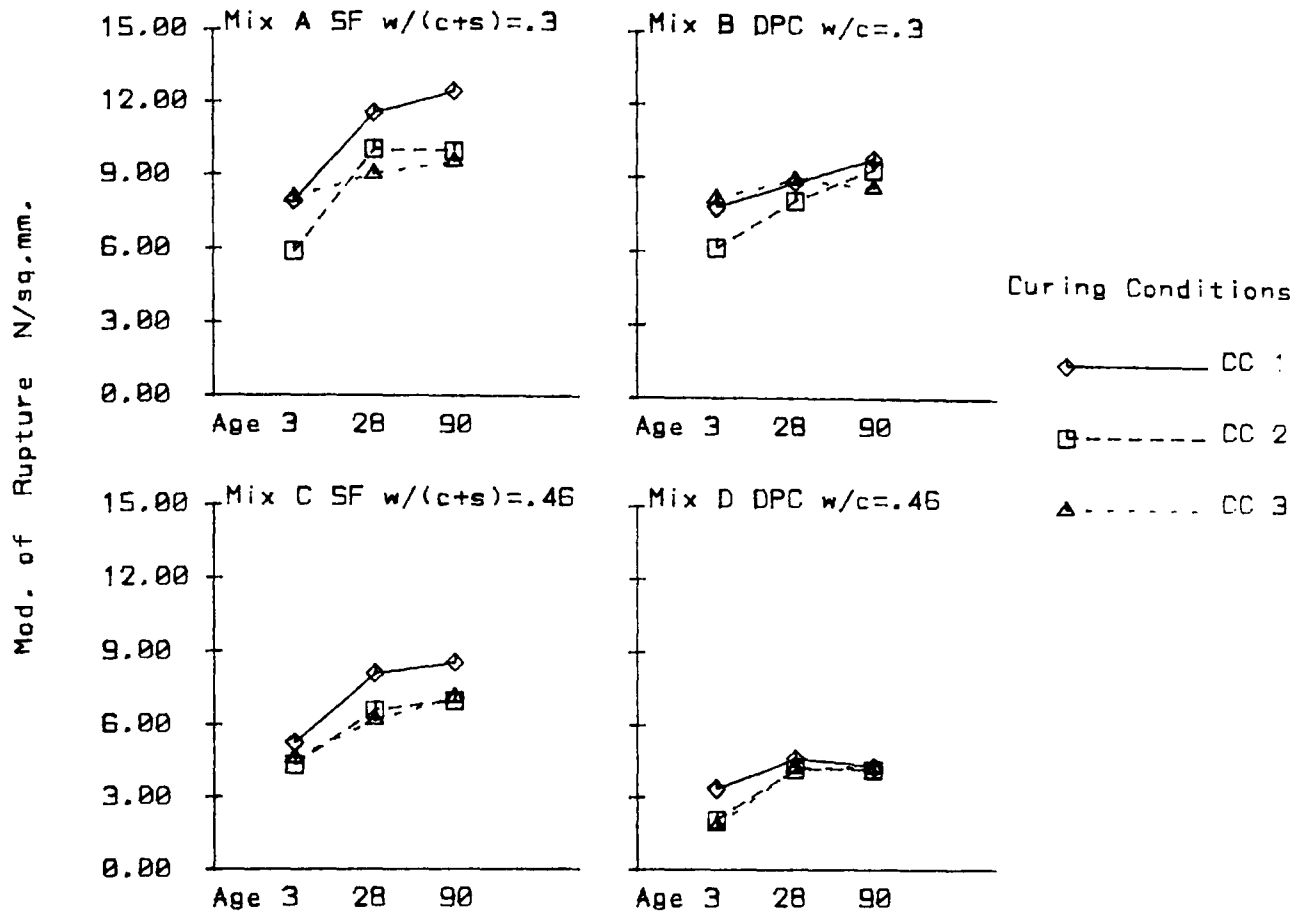 Mod. of Rupture N/sq.mm.
Mix A SF w/(c+s)=.3
15.00
12.00
9.00
6.00
3.00
0.00
Age 3 28 90
Mix B OPC w/c=.3
Age 3 28 90
Mix C SF w/(c+s)=.46
15.00
12.00
9.00
6.00
3.00
0.00
Age 3 28 90
Mix D OPC w/c=.46
Age 3 28 90
Curing Conditions
CC
CC 2
CC 3